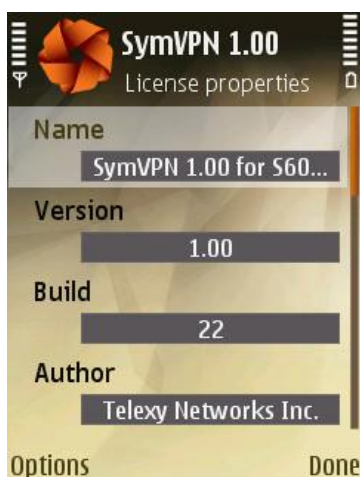 SymVPN 1.00
License properties
Name
SymVPN 1.00 for S60...
Version
1.00
Build
22
Author
Telexy Networks Inc.
Options Done